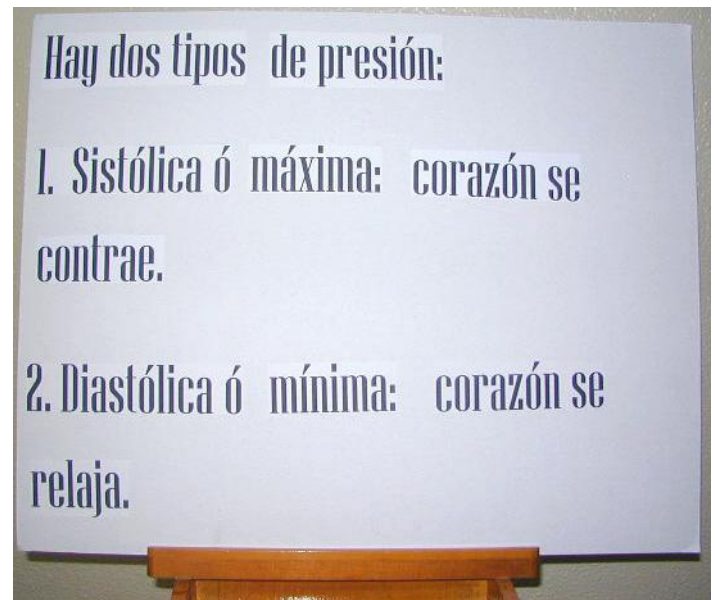 Hay dos tipos de presión:
1. Sistólica ó máxima: corazón se
contrae.
2. Diastólica ó mínima: corazón se
relaja.